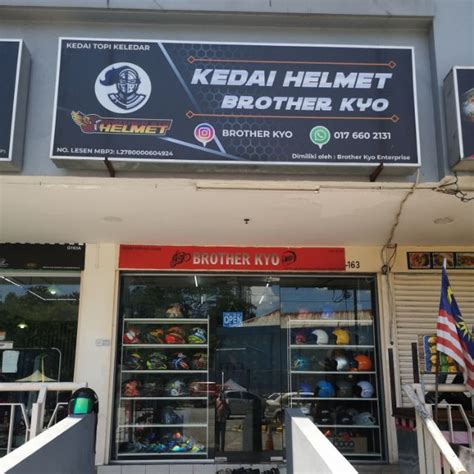 KEDAI TOPI KELEDAR
KEDAI HELMET
BROTHER KYO
HELMET
BROTHER KYO
017 660 2131
NO. LESEN MBPJ: L2780000604924
Dimiliki oleh : Brother Kyo Enterprise
BROTHER KYO
-163
OPEN